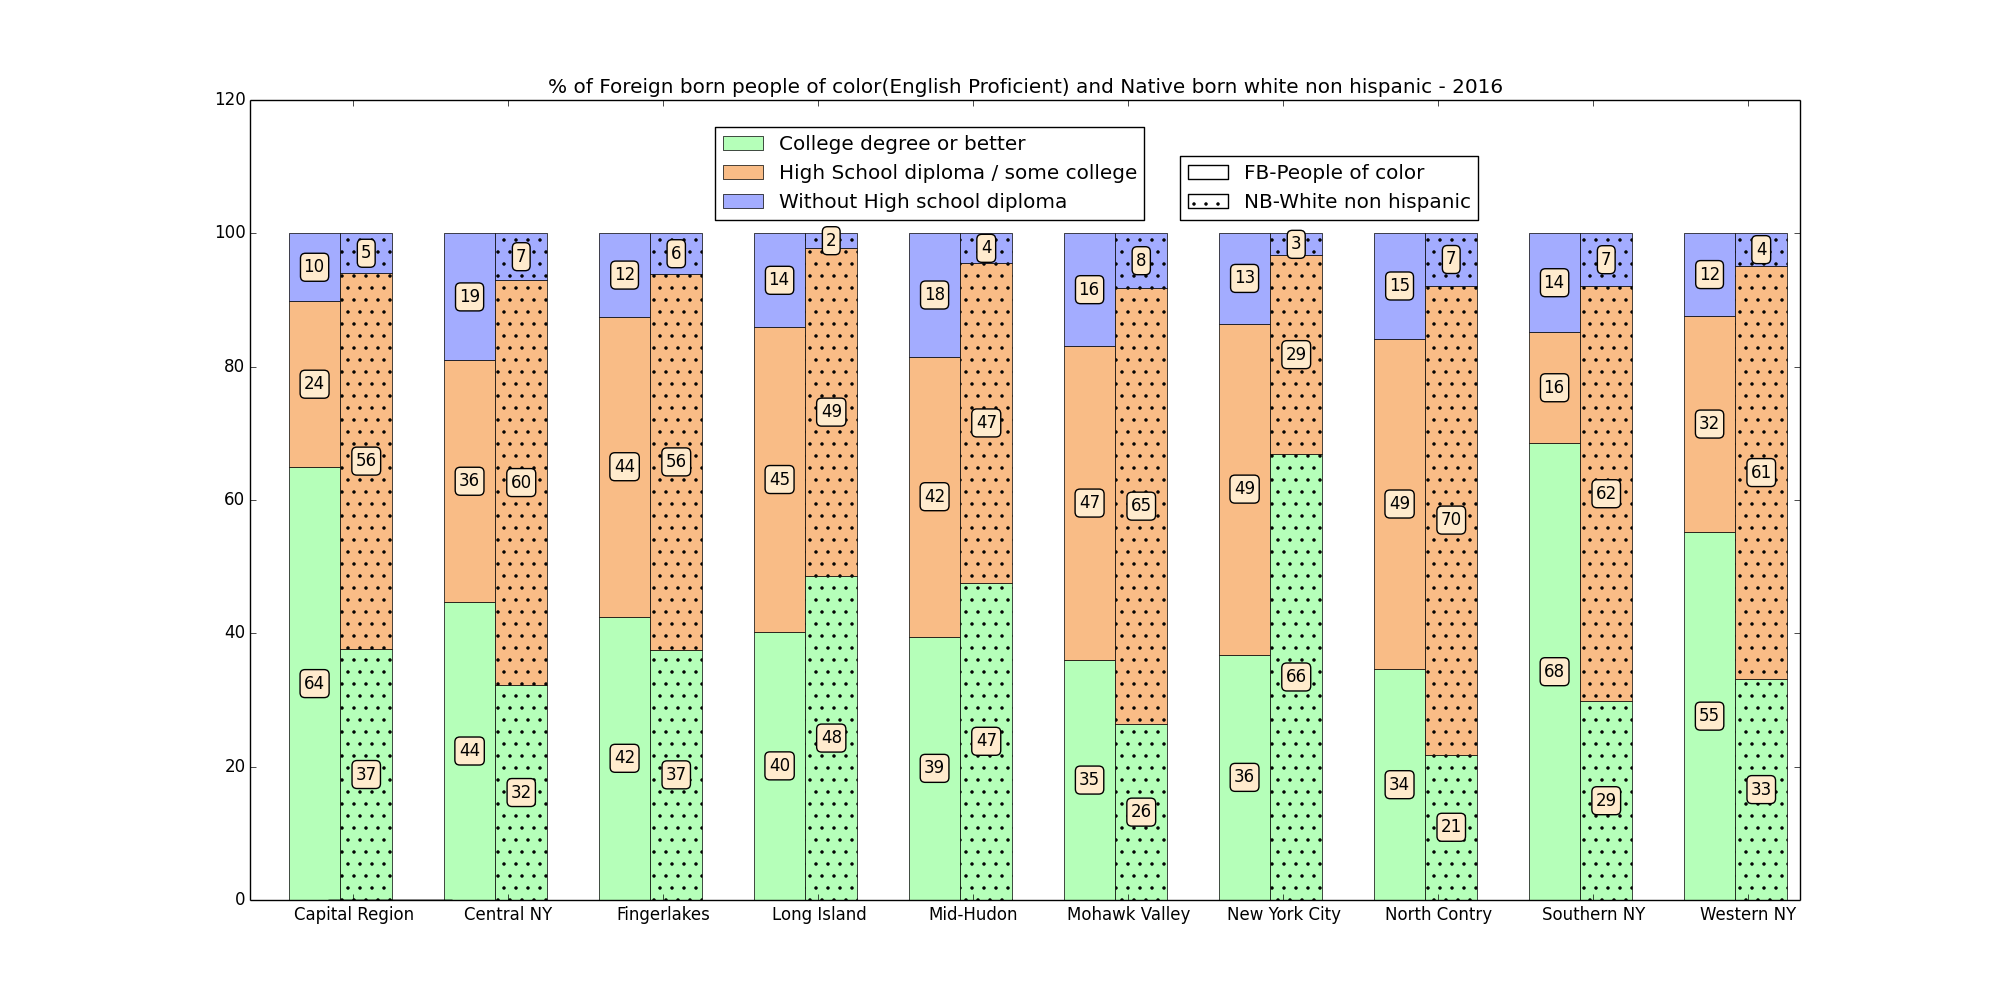 % of Foreign born people of color(English Proficient) and Native born white non hispanic - 2016
120
100
80
60
40
20
0
College degree or better
High School diploma / some college
Without High school diploma
FB-People of color
NB-White non hispanic
10 5 19 7 12 6 14 2 18 4 16 8 13 3 15 7 14 7 12 4
24 56 36 60 44 56 45 49 42 47 47 65 49 29 49 70 16 62 32 61
64 37 44 32 42 37 40 48 39 47 35 26 36 66 34 21 68 29 55 33
Capital Region Central NY Fingerlakes Long Island Mid-Hudon Mohawk Valley New York City North Contry Southern NY Western NY